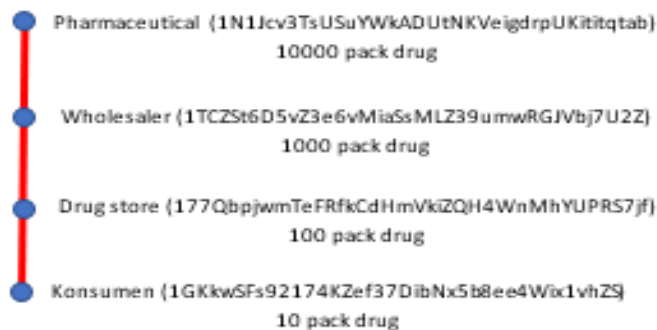 Pharmaceutical (1N1Jcv3TsUSuYWkADUtNKVeigdrpUKititqtab)
10000 pack drug
Wholesaler (1TCZSt6D5vZ3e6vMiaSsMLZ39umwRGJVbj7U2Z)
1000 pack drug
Drug store (177QbpjwmTeFRfkCdHmVkiZQH4WnMhYUPRS7jf)
100 pack drug
Konsumen (1GKkwSFs92174KZef37DibNx5b8ee4Wix1vhZS)
10 pack drug